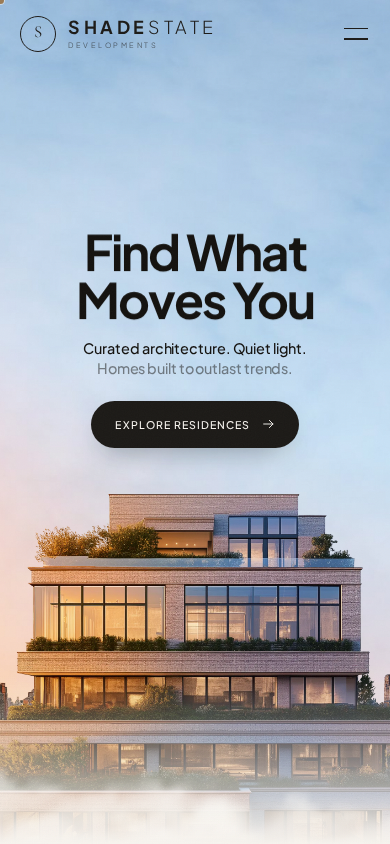 S
SHADESTATE
DEVELOPMENTS
Find What
Moves You
Curated architecture. Quiet light.
Homes built to outlast trends.
EXPLORE RESIDENCES →